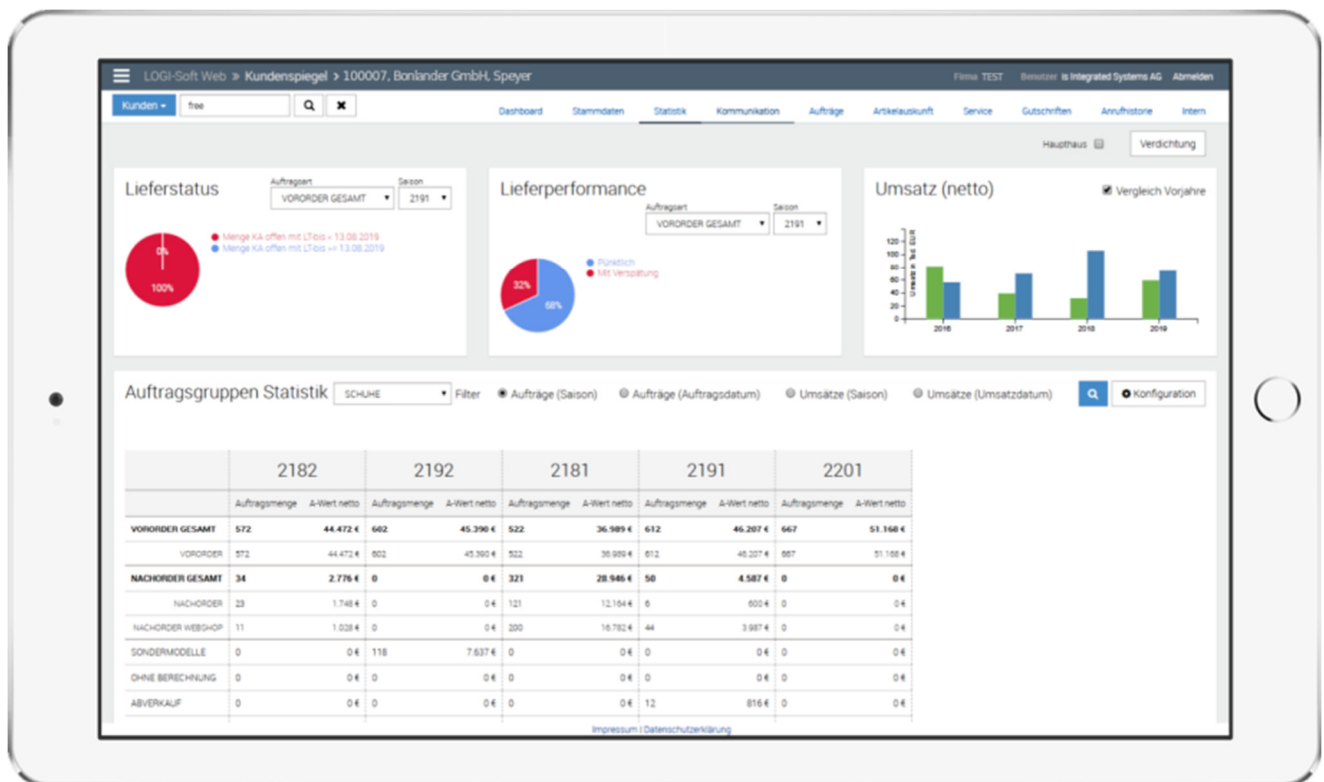 LOGI-Soft Web » Kundenspiegel > 100007, Bonlander GmbH, Speyer Firma TEST Benutzer is Integrated Systems AG Abmelden
Kunden free Dashboard Stammdaten Statistik Kommunikation Aufträge Artikelauskunft Service Gutschriften Anrufhistorie Intern
Haupthaus Verdichtung
Lieferstatus
Auftragsart Saison
VORORDER GESAMT 2191
Menge KA offen mit LT-bis < 13.08.2019
Menge KA offen mit LT-bis >= 13.08.2019
0%
100%
Lieferperformance
Auftragsart Saison
VORORDER GESAMT 2191
Pünktlich
Mit Verspätung
32%
68%
Umsatz (netto) Vergleich Vorjahre
Umsatz in Tsd. EUR
120
100
80
60
40
20
0
2016 2017 2018 2019
Auftragsgruppen Statistik SCHUHE Filter Aufträge (Saison) Aufträge (Auftragsdatum) Umsätze (Saison) Umsätze (Umsatzdatum) Konfiguration
2182 2192 2181 2191 2201
Auftragsmenge A-Wert netto Auftragsmenge A-Wert netto Auftragsmenge A-Wert netto Auftragsmenge A-Wert netto Auftragsmenge A-Wert netto
VORORDER GESAMT 572 44.472 € 602 45.390 € 522 36.989 € 612 46.207 € 667 51.168 €
VORORDER 572 44.472 € 602 45.390 € 522 36.989 € 612 46.207 € 667 51.168 €
NACHORDER GESAMT 34 2.776 € 0 0 € 321 28.946 € 50 4.587 € 0 0 €
NACHORDER 23 1.748 € 0 0 € 121 12.164 € 6 600 € 0 0 €
NACHORDER WEBSHOP 11 1.028 € 0 0 € 200 16.782 € 44 3.987 € 0 0 €
SONDERMODELLE 0 0 € 118 7.637 € 0 0 € 0 0 € 0 0 €
OHNE BERECHNUNG 0 0 € 0 0 € 0 0 € 0 0 € 0 0 €
ABVERKAUF 0 0 € 0 0 € 0 0 € 12 816 € 0 0 €
Impressum | Datenschutzerklärung